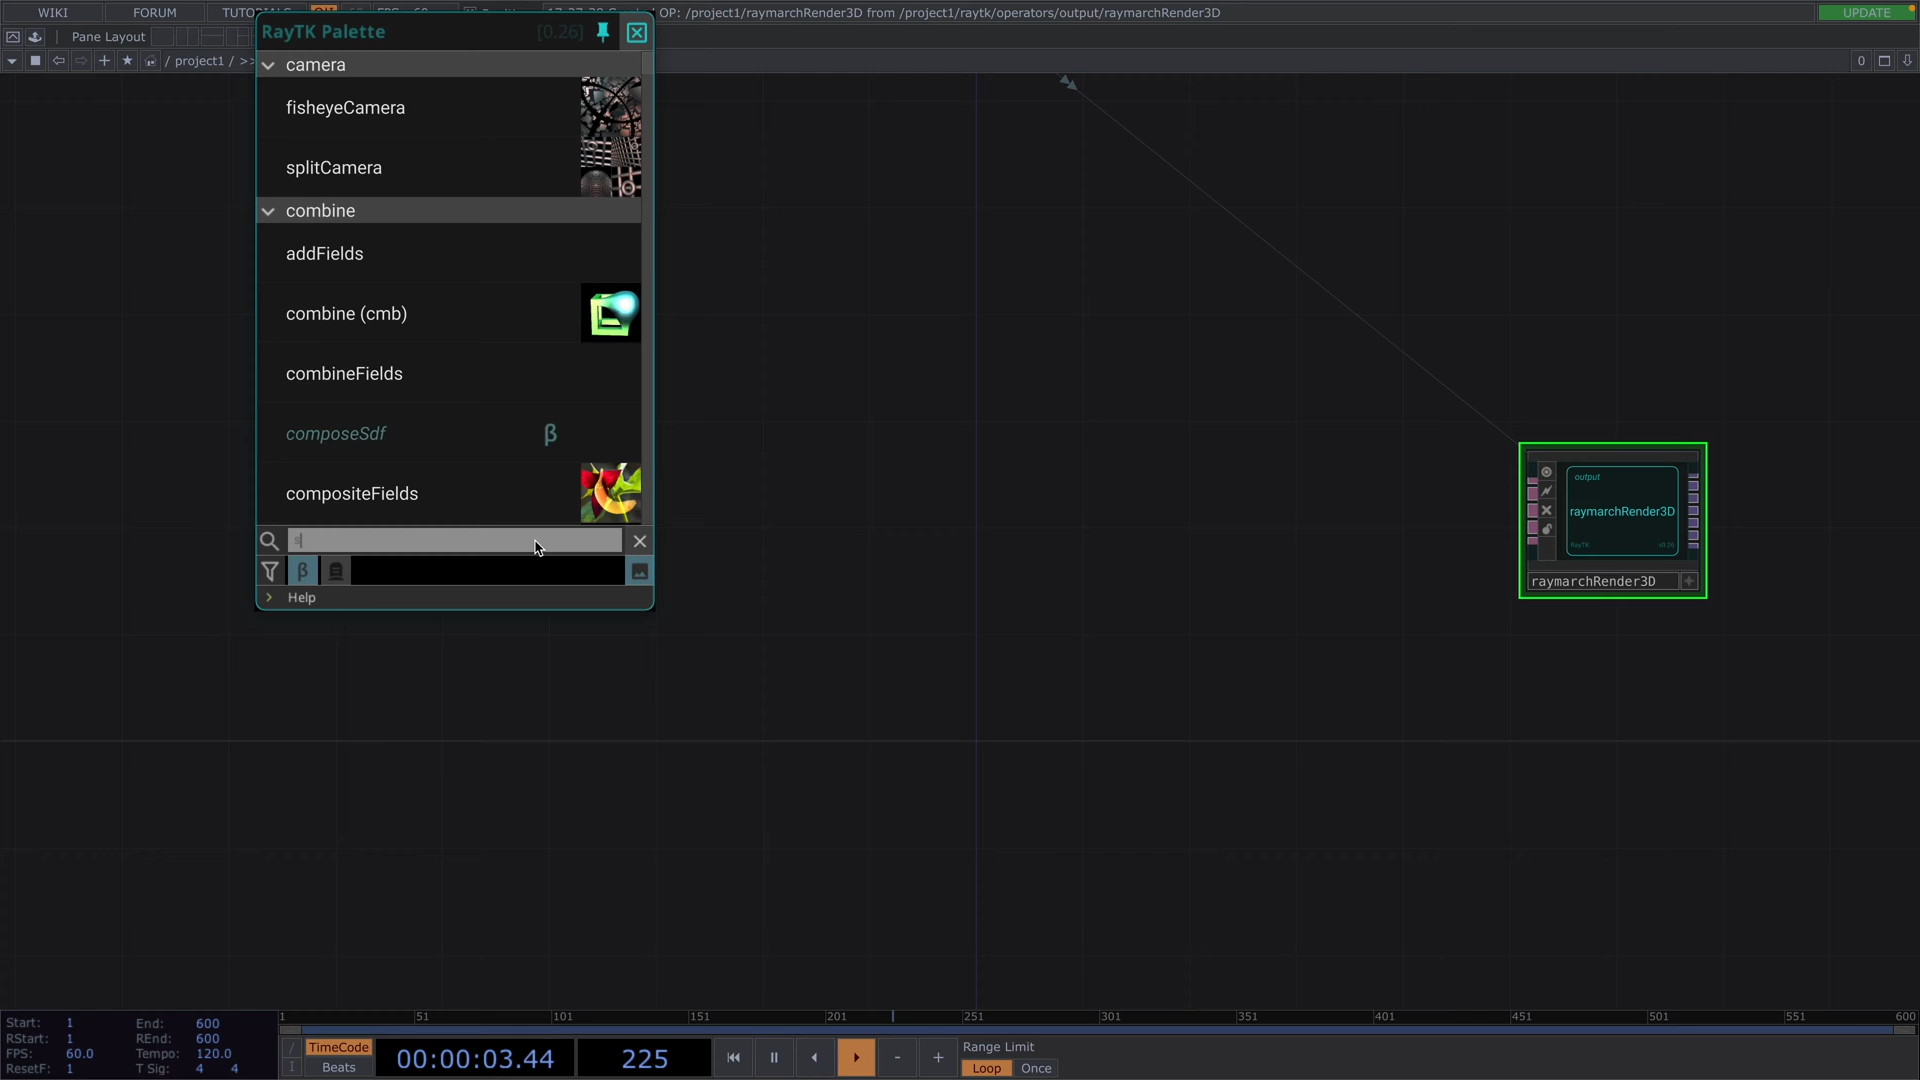 WIKI FORUM OP: /project1/raymarchRender3D from /project1/raytk/operators/output/raymarchRender3D UPDATE
Pane Layout
/ project1 / >> 0
RayTK Palette [0.26]
camera
fisheyeCamera
splitCamera
combine
addFields
combine (cmb)
combineFields
composeSdf β
compositeFields
s
β
Help
output
raymarchRender3D
RayTK v0.26
raymarchRender3D
1 51 101 151 201 251 301 351 401 451 501 551 600
Start: 1 End: 600
RStart: 1 REnd: 600
FPS: 60.0 Tempo: 120.0
ResetF: 1 T Sig: 4 4
TimeCode
Beats
00:00:03.44 225
- +
Range Limit
Loop Once